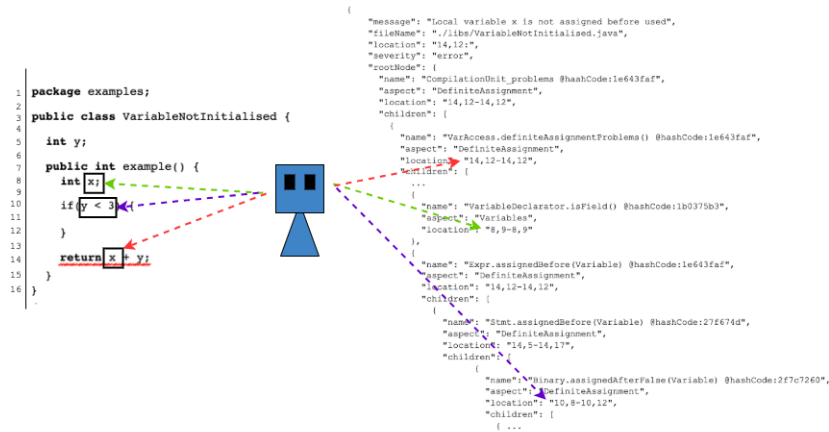 1 package examples;
2
3 public class VariableNotInitialised {
4
5 int y;
6
7 public int example() {
8 int x;
9
10 if(y < 3) {
11
12 }
13
14 return x + y;
15 }
16 }
{
"message": "Local variable x is not assigned before used",
"fileName": "./libs/VariableNotInitialised.java",
"location": "14,12:",
"severity": "error",
"rootNode": {
"name": "CompilationUnit_problems @hashCode:1e643faf",
"aspect": "DefiniteAssignment",
"location": "14,12-14,12",
"children": [
{
"name": "VarAccess.definiteAssignmentProblems() @hashCode:1e643faf",
"aspect": "DefiniteAssignment",
"location": "14,12-14,12",
"children": [
...
{
"name": "VariableDeclarator.isField() @hashCode:1b0375b3",
"aspect": "Variables",
"location": "8,9-8,9"
},
{
"name": "Expr.assignedBefore(Variable) @hashCode:1e643faf",
"aspect": "DefiniteAssignment",
"location": "14,12-14,12",
"children": [
{
"name": "Stmt.assignedBefore(Variable) @hashCode:27f674d",
"aspect": "DefiniteAssignment",
"location": "14,5-14,17",
"children": [
{
"name": "Binary.assignedAfterFalse(Variable) @hashCode:2f7c7260",
"aspect": "DefiniteAssignment",
"location": "10,8-10,12",
"children": [
{ ...